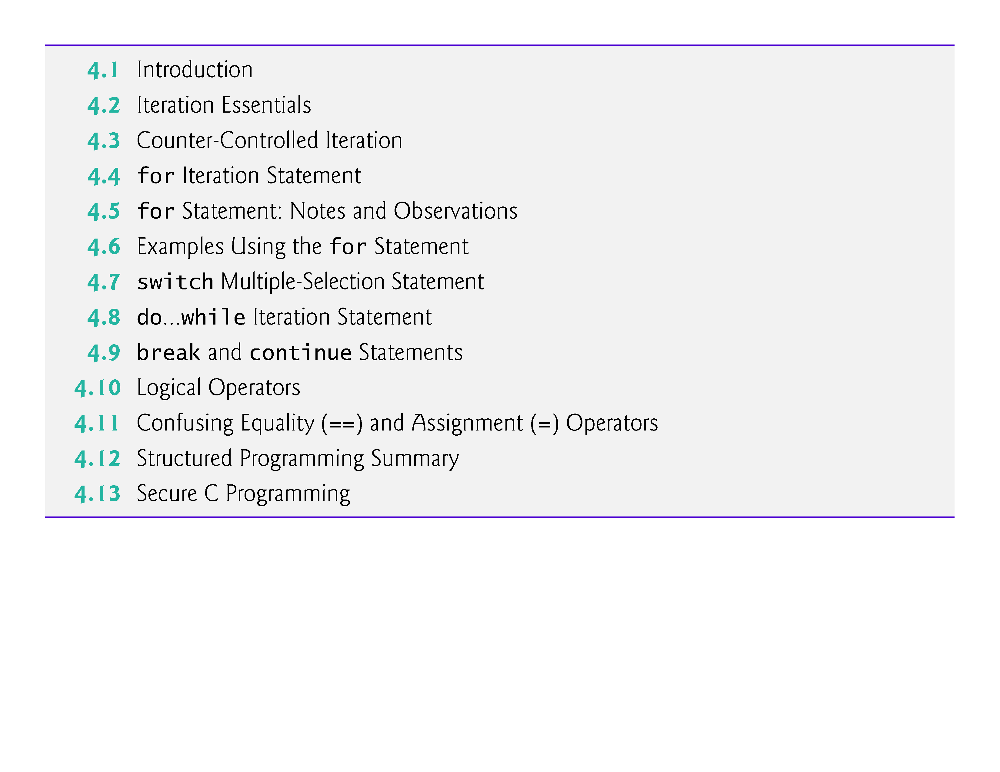 4.1 Introduction
4.2 Iteration Essentials
4.3 Counter-Controlled Iteration
4.4 for Iteration Statement
4.5 for Statement: Notes and Observations
4.6 Examples Using the for Statement
4.7 switch Multiple-Selection Statement
4.8 do…while Iteration Statement
4.9 break and continue Statements
4.10 Logical Operators
4.11 Confusing Equality (==) and Assignment (=) Operators
4.12 Structured Programming Summary
4.13 Secure C Programming